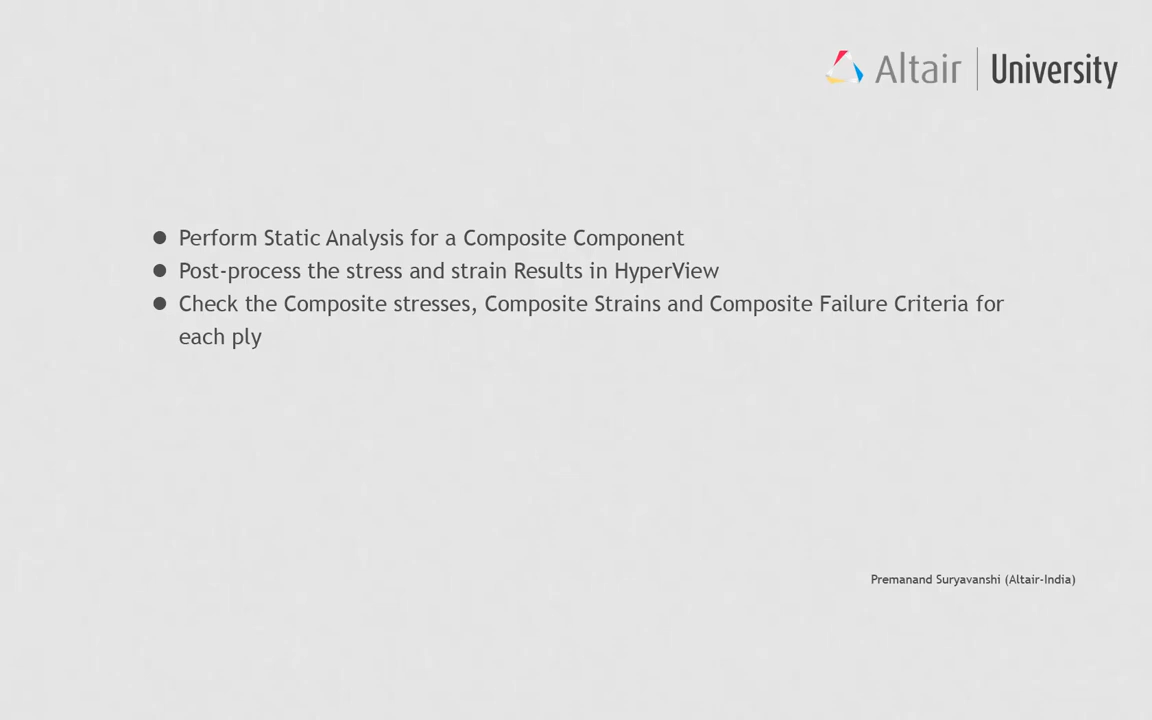 Altair | University
● Perform Static Analysis for a Composite Component
● Post-process the stress and strain Results in HyperView
● Check the Composite stresses, Composite Strains and Composite Failure Criteria for
each ply
Premanand Suryavanshi (Altair-India)